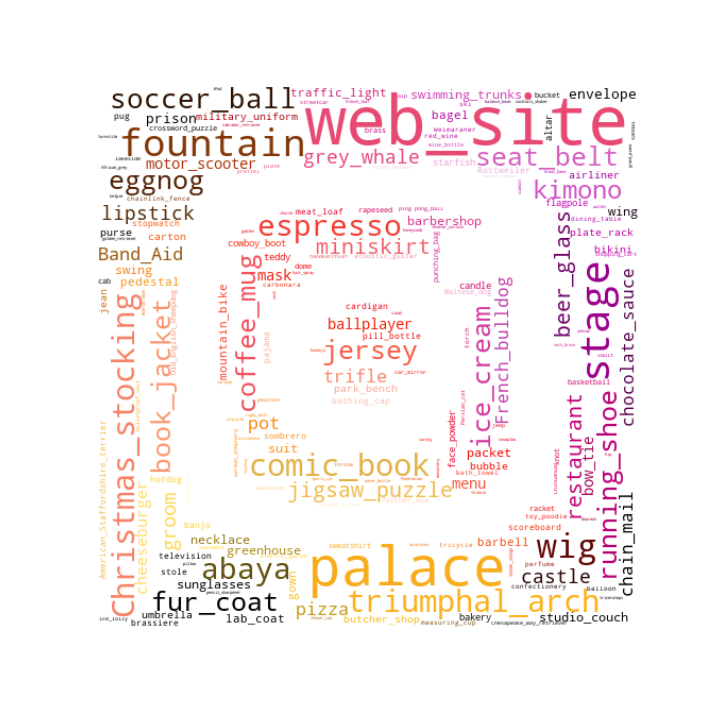 soccer_ball
traffic_light
swimming_trunks
bucket
envelope
streetcar
web_site
pug
prison
military_uniform
bagel
altar
crossword_puzzle
brass
Weimaraner
fountain
red_wine
motor_scooter
grey_whale
starfish
seat_belt
Rottweiler
airliner
eggnog
chainlink_fence
kimono
lipstick
meat_loaf
rapeseed
flagpole
wing
stopwatch
espresso
barbershop
dining_table
purse
carton
cowboy_boot
miniskirt
plate_rack
Band_Aid
teddy
dome
acoustic_guitar
punching_bag
beer_glass
bikini
swing
mask
cab
pedestal
carbonara
candle
Maltese_dog
stage
chocolate_sauce
jean
Christmas_stocking
book_jacket
Old_English_sheepdog
mountain_bike
coffee_mug
pajama
cardigan
ballplayer
pill_bottle
jersey
torch
ice_cream
French_bulldog
trifle
car_mirror
park_bench
bathing_cap
basketball
Persian_cat
restaurant
running_shoe
bow_tie
pot
sombrero
suit
face_powder
packet
bubble
bath_towel
comic_book
jigsaw_puzzle
menu
American_Staffordshire_terrier
hotdog
cheeseburger
groom
banjo
racket
toy_poodle
scoreboard
chain_mail
necklace
greenhouse
sweatshirt
tricycle
barbell
wig
television
stole
abaya
palace
perfume
castle
sunglasses
gown
confectionery
balloon
fur_coat
pizza
triumphal_arch
umbrella
brassiere
lab_coat
butcher_shop
measuring_cup
bakery
studio_couch